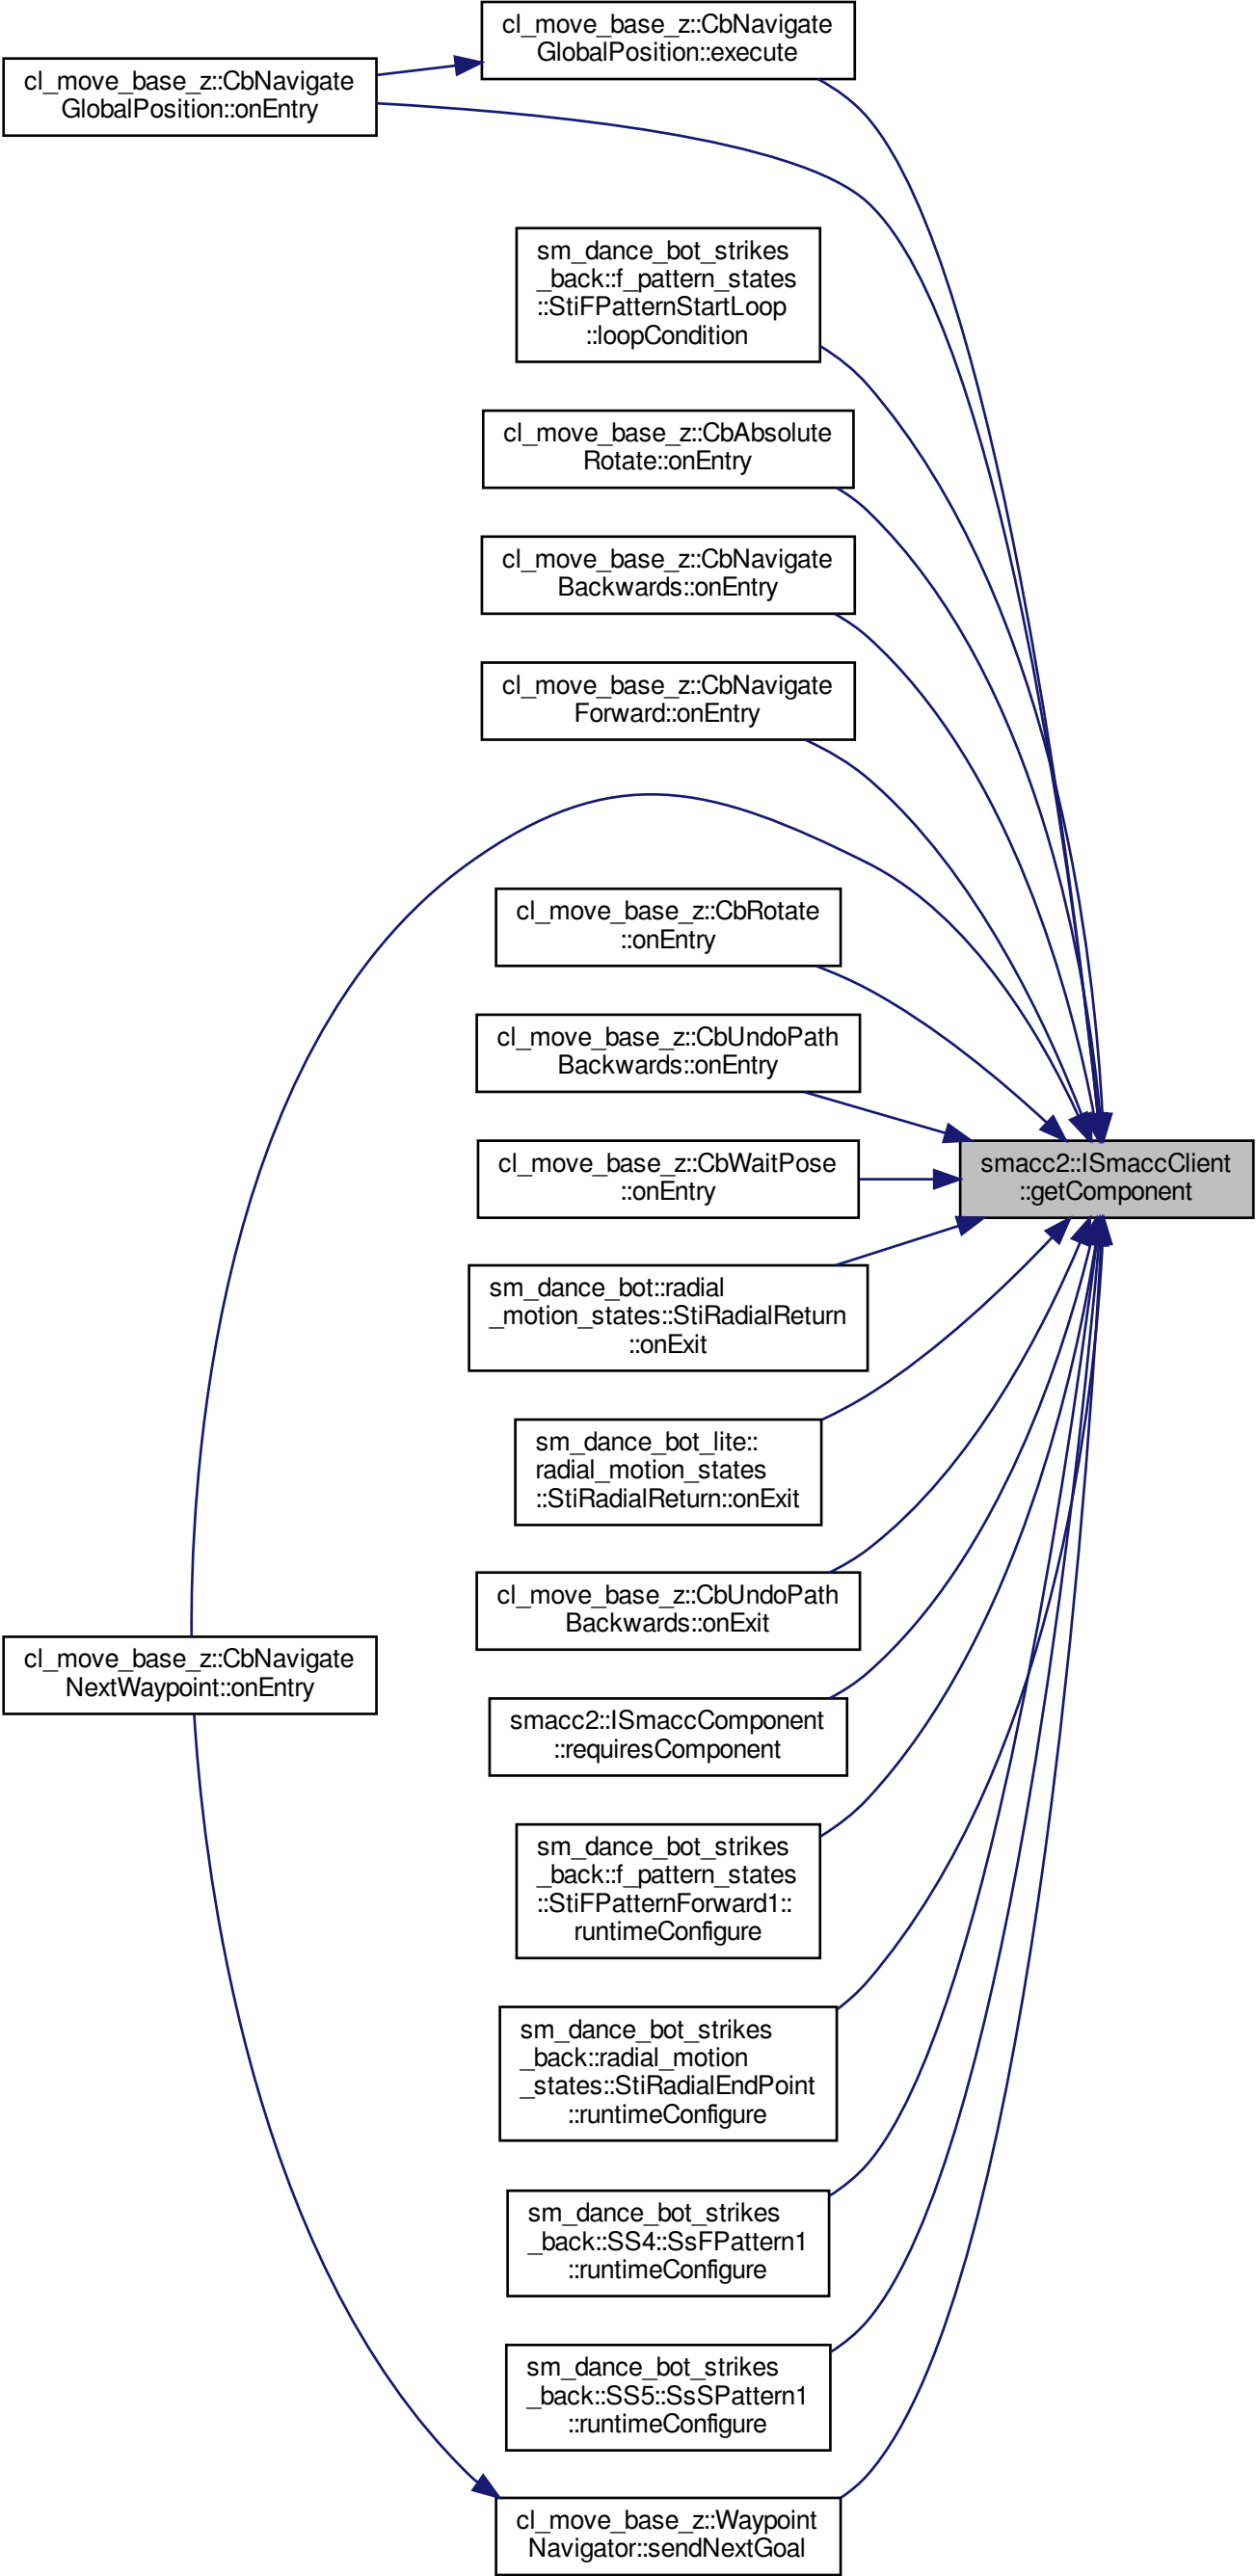 cl_move_base_z::CbNavigate
GlobalPosition::execute
cl_move_base_z::CbNavigate
GlobalPosition::onEntry
sm_dance_bot_strikes
_back::f_pattern_states
::StiFPatternStartLoop
::loopCondition
cl_move_base_z::CbAbsolute
Rotate::onEntry
cl_move_base_z::CbNavigate
Backwards::onEntry
cl_move_base_z::CbNavigate
Forward::onEntry
cl_move_base_z::CbRotate
::onEntry
cl_move_base_z::CbUndoPath
Backwards::onEntry
cl_move_base_z::CbWaitPose
::onEntry
smacc2::ISmaccClient
::getComponent
sm_dance_bot::radial
_motion_states::StiRadialReturn
::onExit
sm_dance_bot_lite::
radial_motion_states
::StiRadialReturn::onExit
cl_move_base_z::CbUndoPath
Backwards::onExit
cl_move_base_z::CbNavigate
NextWaypoint::onEntry
smacc2::ISmaccComponent
::requiresComponent
sm_dance_bot_strikes
_back::f_pattern_states
::StiFPatternForward1::
runtimeConfigure
sm_dance_bot_strikes
_back::radial_motion
_states::StiRadialEndPoint
::runtimeConfigure
sm_dance_bot_strikes
_back::SS4::SsFPattern1
::runtimeConfigure
sm_dance_bot_strikes
_back::SS5::SsSPattern1
::runtimeConfigure
cl_move_base_z::Waypoint
Navigator::sendNextGoal